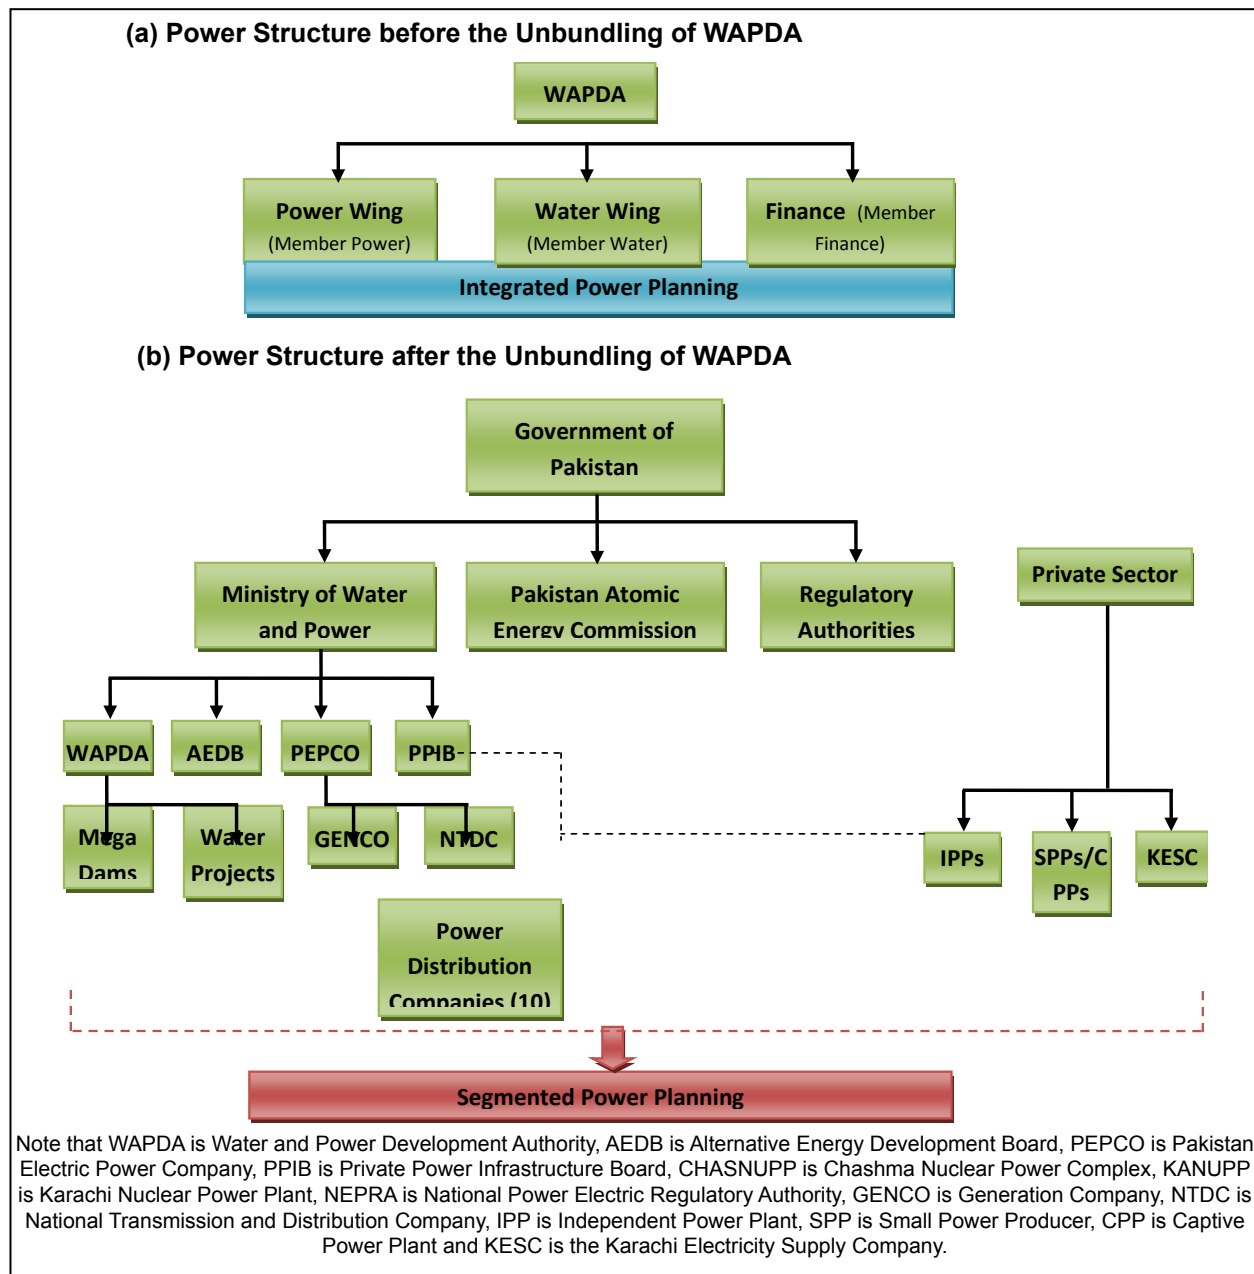 (a) Power Structure before the Unbundling of WAPDA
WAPDA
Power Wing
(Member Power)
Water Wing
(Member Water)
Finance (Member
Finance)
Integrated Power Planning
(b) Power Structure after the Unbundling of WAPDA
Government of
Pakistan
Ministry of Water
and Power
Pakistan Atomic
Energy Commission
Regulatory
Authorities
Private Sector
WAPDA
AEDB
PEPCO
PPIB
Mega
Dams
Water
Projects
GENCO
NTDC
IPPs
SPPs/C
PPs
KESC
Power
Distribution
Companies (10)
Segmented Power Planning
Note that WAPDA is Water and Power Development Authority, AEDB is Alternative Energy Development Board, PEPCO is Pakistan
Electric Power Company, PPIB is Private Power Infrastructure Board, CHASNUPP is Chashma Nuclear Power Complex, KANUPP
is Karachi Nuclear Power Plant, NEPRA is National Power Electric Regulatory Authority, GENCO is Generation Company, NTDC is
National Transmission and Distribution Company, IPP is Independent Power Plant, SPP is Small Power Producer, CPP is Captive
Power Plant and KESC is the Karachi Electricity Supply Company.